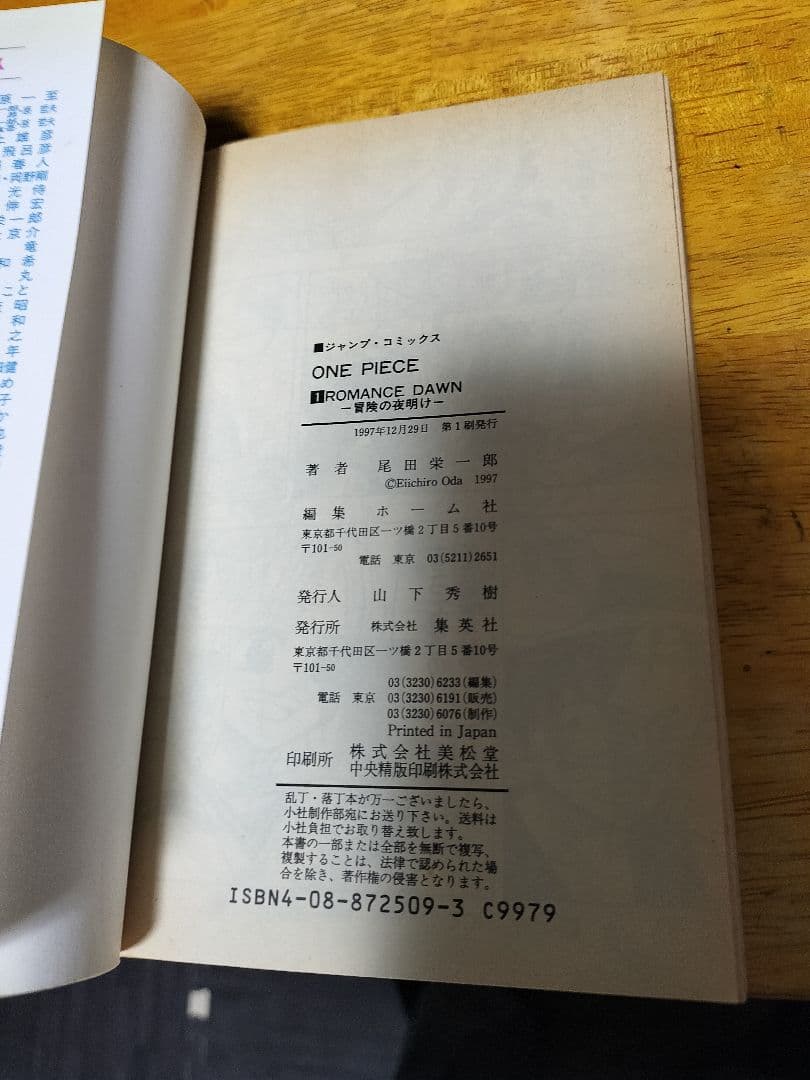 ■ジャンプ・コミックス
ONE PIECE
1 ROMANCE DAWN
―冒険の夜明け―
1997年12月29日 第1刷発行
著者 尾田栄一郎
©Eiichiro Oda 1997
編集 ホーム社
東京都千代田区一ツ橋2丁目5番10号
〒101-50
電話 東京 03(5211)2651
発行人 山下秀樹
発行所 株式会社 集英社
東京都千代田区一ツ橋2丁目5番10号
〒101-50
03(3230)6233(編集)
電話 東京 03(3230)6191(販売)
03(3230)6076(制作)
Printed in Japan
印刷所 株式会社美松堂
中央精版印刷株式会社
乱丁・落丁本が万一ございましたら、
小社制作部宛にお送り下さい。送料は
小社負担でお取り替え致します。
本書の一部または全部を無断で複写、
複製することは、法律で認められた場
合を除き、著作権の侵害となります。
ISBN4-08-872509-3 C9979